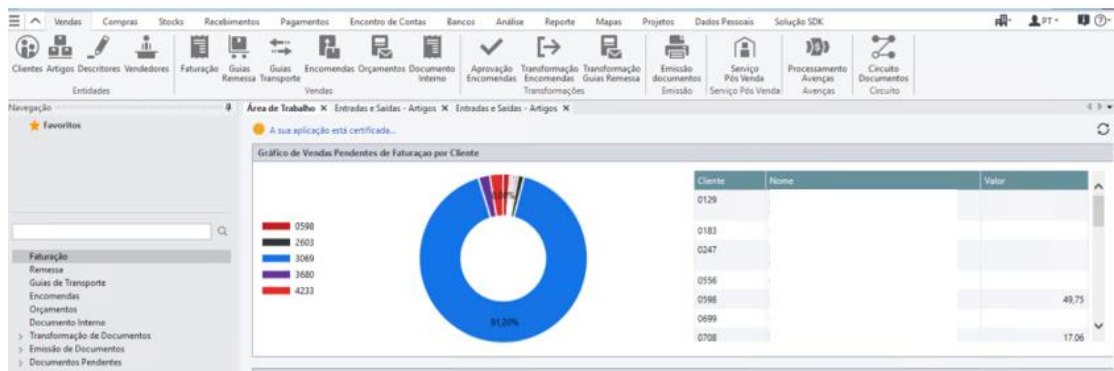 Vendas Compras Stocks Recebimentos Pagamentos Encontro de Contas Bancos Análise Reporte Mapas Projetos Dados Pessoais Solução SDK PT
Clientes Artigos Descritores Vendedores Faturação Guias Remessa Guias Transporte Encomendas Orçamentos Documento Interno Aprovação Encomendas Transformação Encomendas Transformação Guias Remessa Emissão documentos Serviço Pós Venda Processamento Avenças Circuito Documentos
Entidades Vendas Transformações Emissão Serviço Pós Venda Avenças Circuito
Navegação
Área de Trabalho X Entradas e Saídas - Artigos X Entradas e Saídas - Artigos X
Favoritos
A sua aplicação está certificada...
Gráfico de Vendas Pendentes de Faturaçao por Cliente
0598
2603
3069
3680
4233
91,20%
Cliente Nome Valor
0129
0183
0247
0556
0598 49,75
0699
0708 17.06
Faturação
Remessa
Guias de Transporte
Encomendas
Orçamentos
Documento Interno
Transformação de Documentos
Emissão de Documentos
Documentos Pendentes